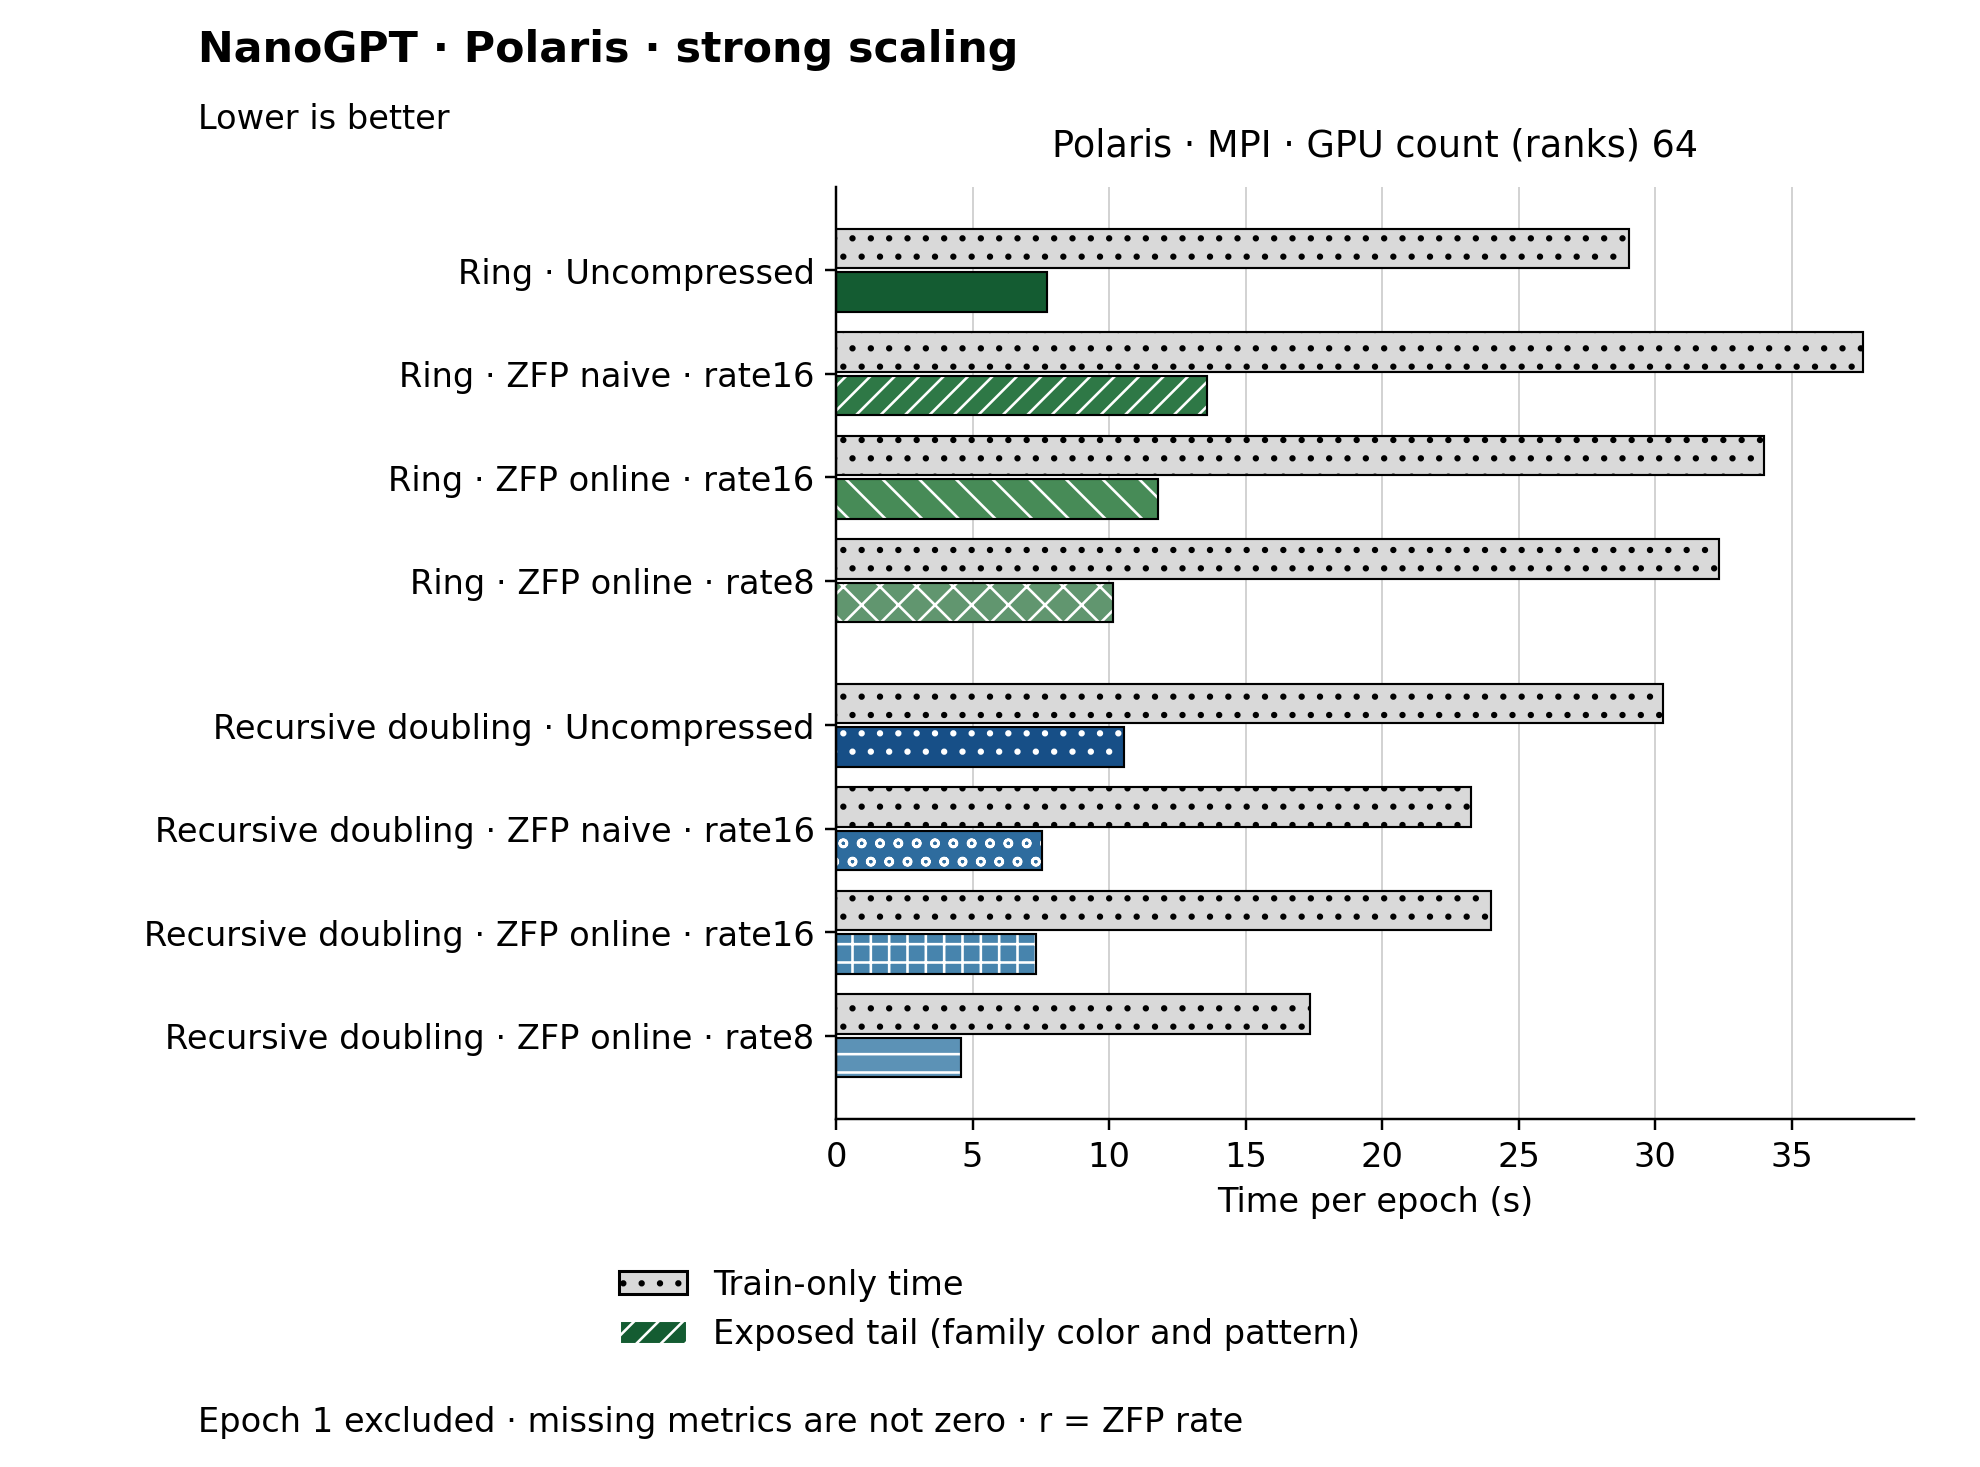 NanoGPT · Polaris · strong scaling
Lower is better
Polaris · MPI · GPU count (ranks) 64
Ring · Uncompressed
Ring · ZFP naive · rate16
Ring · ZFP online · rate16
Ring · ZFP online · rate8
Recursive doubling · Uncompressed
Recursive doubling · ZFP naive · rate16
Recursive doubling · ZFP online · rate16
Recursive doubling · ZFP online · rate8
0 5 10 15 20 25 30 35
Time per epoch (s)
Train-only time
Exposed tail (family color and pattern)
Epoch 1 excluded · missing metrics are not zero · r = ZFP rate